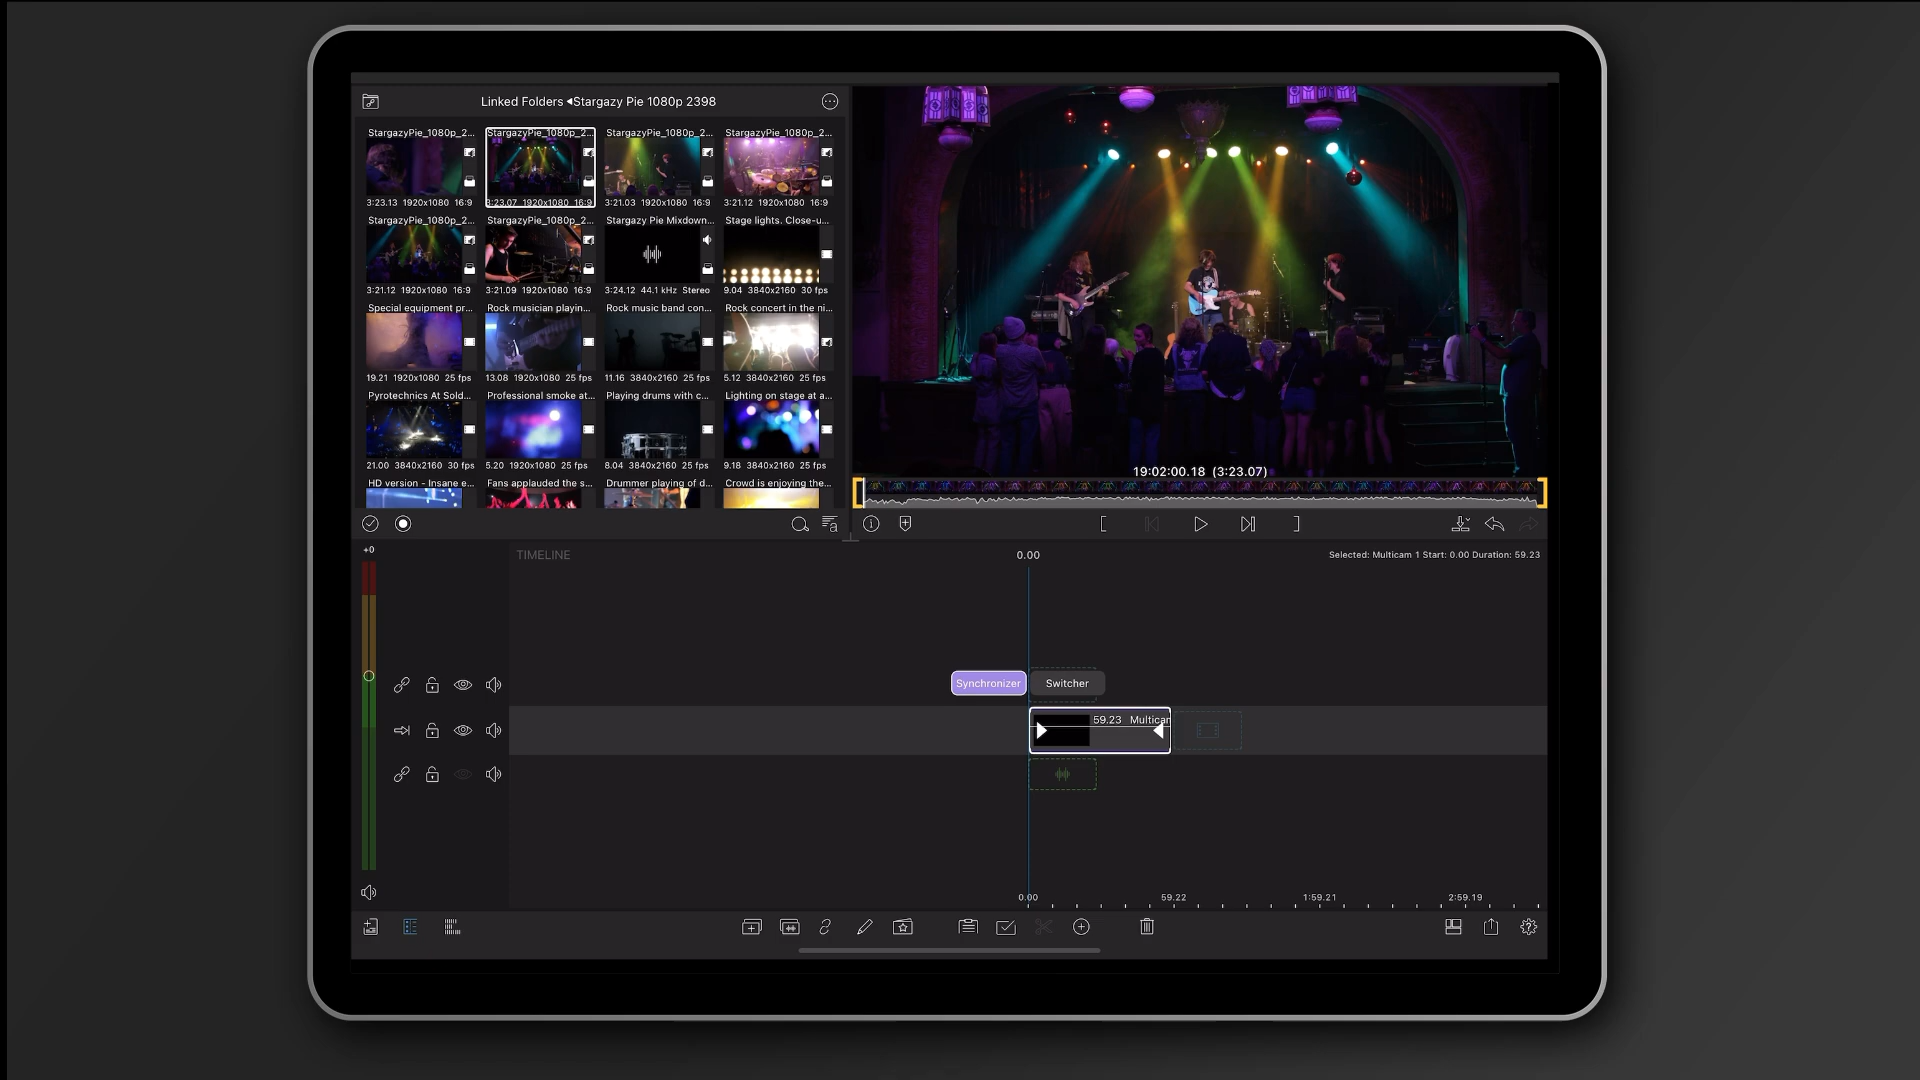 Linked Folders ◂Stargazy Pie 1080p 2398
StargazyPie_1080p_2... StargazyPie_1080p_2... StargazyPie_1080p_2... StargazyPie_1080p_2...
3:23.13 1920x1080 16:9 3:23.07 1920x1080 16:9 3:21.03 1920x1080 16:9 3:21.12 1920x1080 16:9
StargazyPie_1080p_2... StargazyPie_1080p_2... Stargazy Pie Mixdown... Stage lights. Close-u...
3:21.12 1920x1080 16:9 3:21.09 1920x1080 16:9 3:24.12 44.1 kHz Stereo 9.04 3840x2160 30 fps
Special equipment pr... Rock musician playin... Rock music band con... Rock concert in the ni...
19.21 1920x1080 25 fps 13.08 1920x1080 25 fps 11.16 3840x2160 25 fps 5.12 3840x2160 25 fps
Pyrotechnics At Sold... Professional smoke at... Playing drums with c... Lighting on stage at a...
21.00 3840x2160 30 fps 5.20 1920x1080 25 fps 8.04 3840x2160 25 fps 9.18 3840x2160 25 fps
HD version - Insane e... Fans applauded the s... Drummer playing of d... Crowd is enjoying the...
19:02:00.18 (3:23.07)
+0
TIMELINE
0.00
Selected: Multicam 1 Start: 0.00 Duration: 59.23
Synchronizer Switcher
59.23 Multicam
0.00 59.22 1:59.21 2:59.19